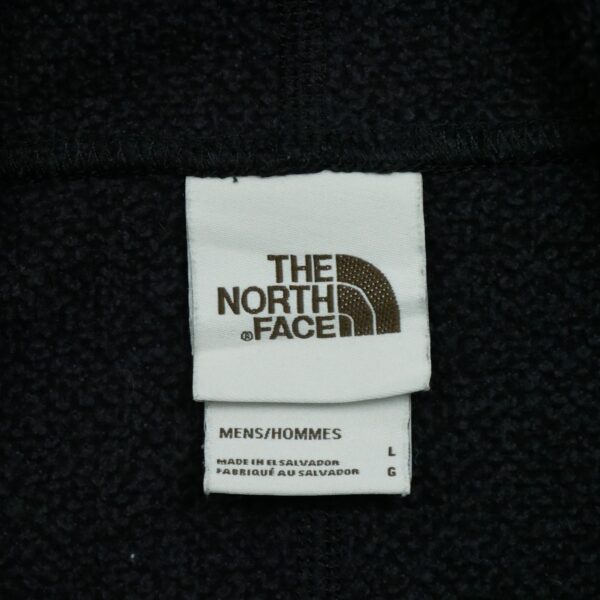 THE
NORTH
®FACE
MENS/HOMMES
L
MADE IN EL SALVADOR
FABRIQUÉ AU SALVADOR
G